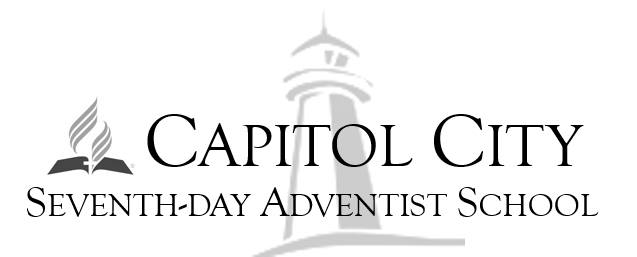 CAPITOL CITY
SEVENTH-DAY ADVENTIST SCHOOL